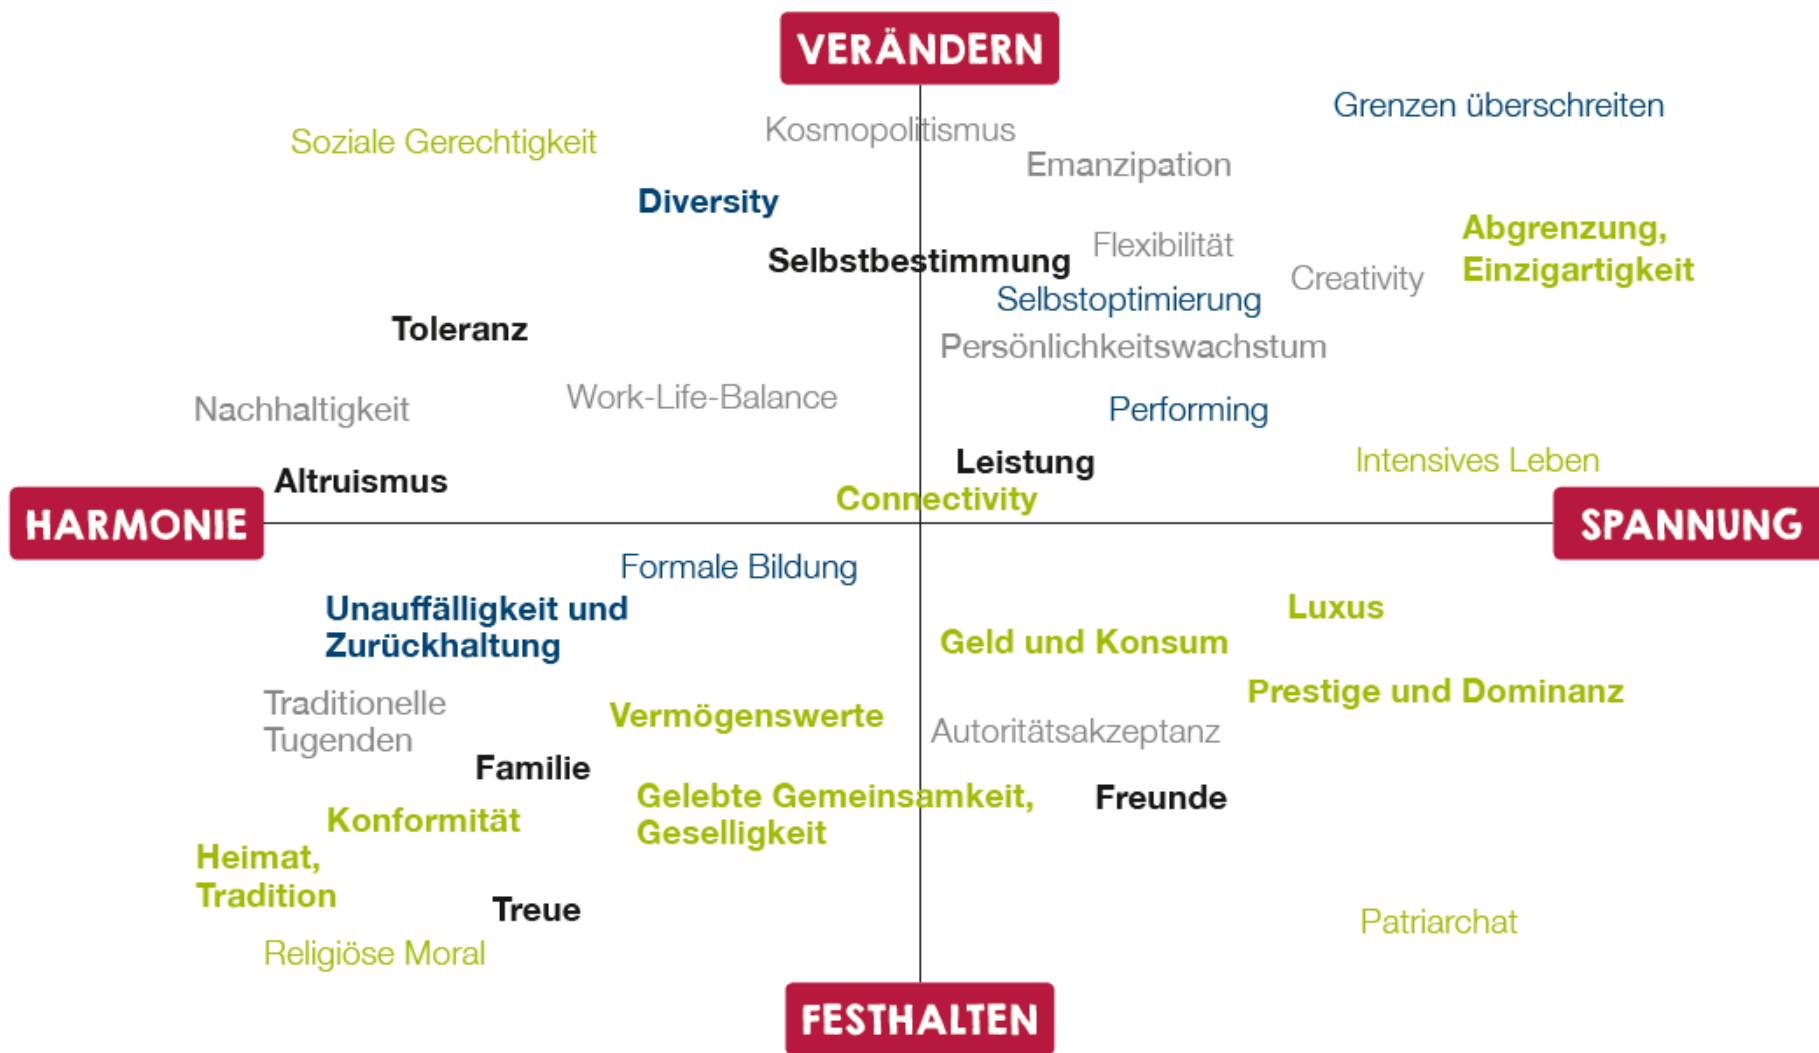 VERÄNDERN
Grenzen überschreiten
Kosmopolitismus
Soziale Gerechtigkeit
Emanzipation
Diversity
Abgrenzung,
Einzigartigkeit
Flexibilität
Selbstbestimmung
Creativity
Selbstoptimierung
Toleranz
Persönlichkeitswachstum
Work-Life-Balance
Nachhaltigkeit
Performing
Leistung
Intensives Leben
Altruismus
Connectivity
HARMONIE
SPANNUNG
Formale Bildung
Unauffälligkeit und
Zurückhaltung
Luxus
Geld und Konsum
Prestige und Dominanz
Traditionelle
Tugenden
Vermögenswerte
Autoritätsakzeptanz
Familie
Gelebte Gemeinsamkeit,
Geselligkeit
Freunde
Konformität
Heimat,
Tradition
Treue
Patriarchat
Religiöse Moral
FESTHALTEN